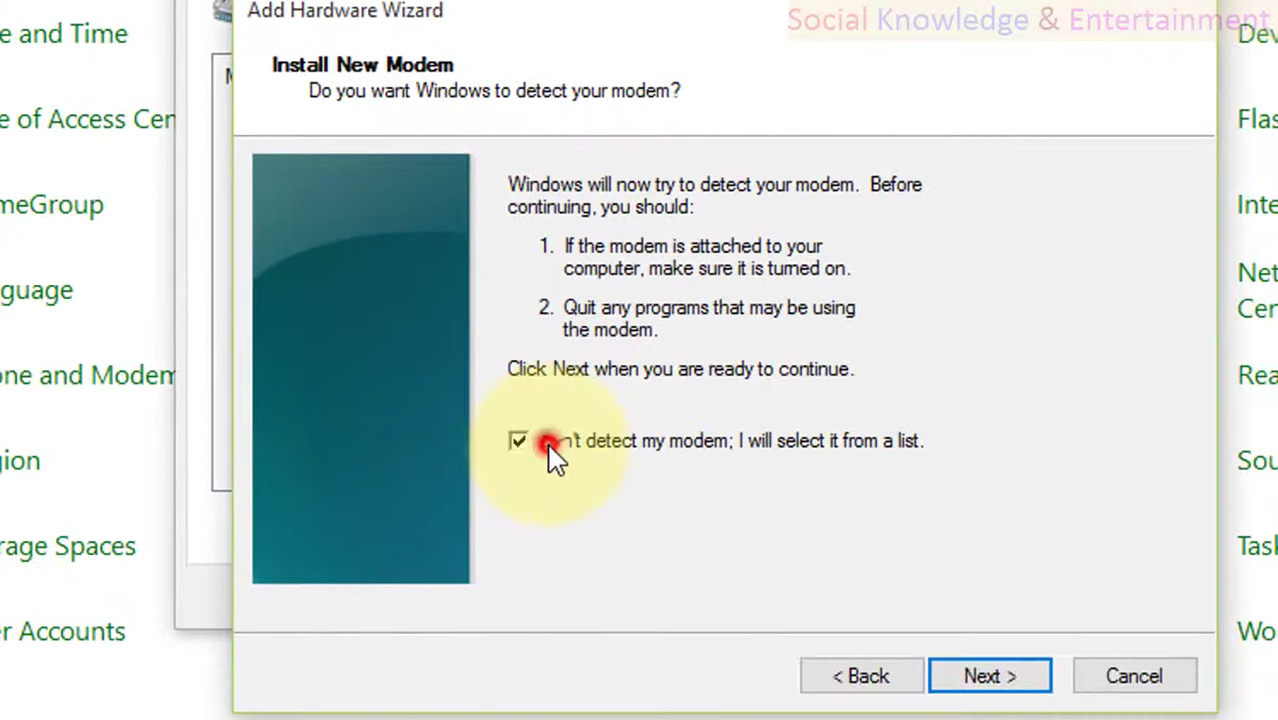 Add Hardware Wizard
Social Knowledge & Entertainment
e and Time
Install New Modem
Do you want Windows to detect your modem?
e of Access Cen
Flas
Windows will now try to detect your modem. Before
continuing, you should:
meGroup
Inte
1. If the modem is attached to your
computer, make sure it is turned on.
nguage
Net
Cen
2. Quit any programs that may be using
the modem.
one and Modem
Click Next when you are ready to continue.
Rea
detect my modem; I will select it from a list.
gion
Sou
rage Spaces
Task
er Accounts
Wo
< Back
Next >
Cancel